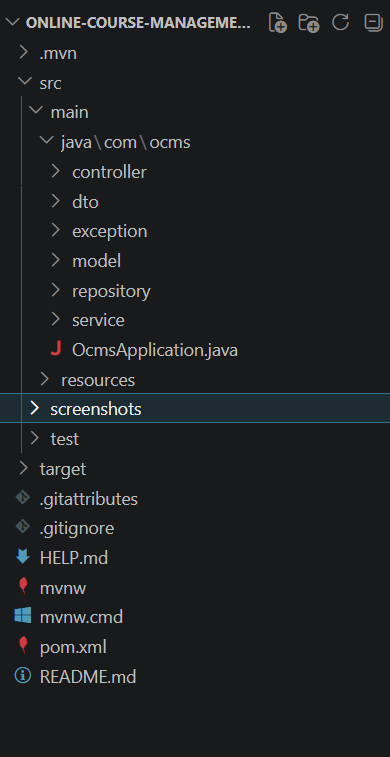 ONLINE-COURSE-MANAGEME...
.mvn
src
main
java\com\ocms
controller
dto
exception
model
repository
service
OcmsApplication.java
resources
screenshots
test
target
.gitattributes
.gitignore
HELP.md
mvnw
mvnw.cmd
pom.xml
README.md